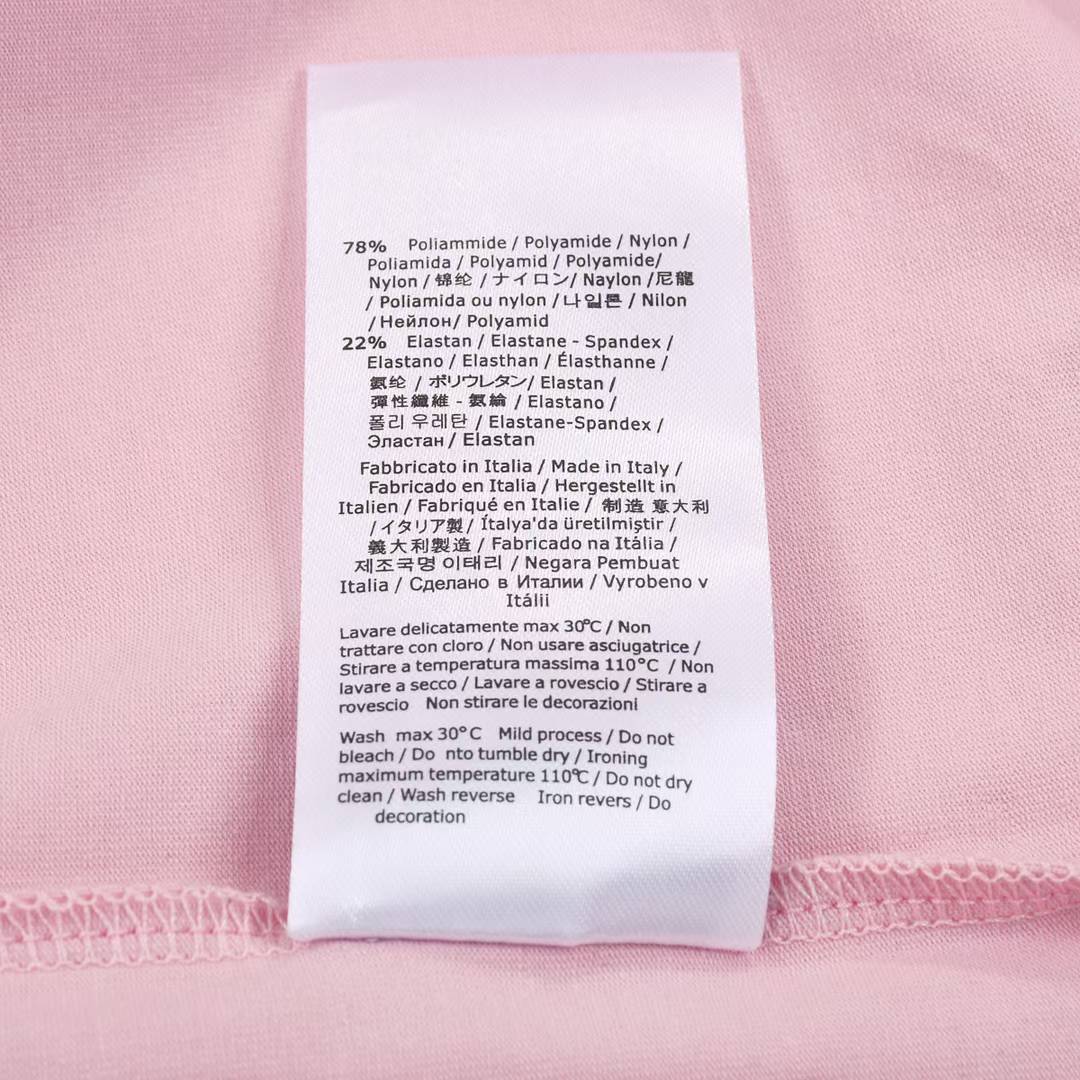 78% Poliammide / Polyamide / Nylon /
Poliamida / Polyamid / Polyamide/
Nylon / 锦纶 / ナイロン/ Naylon /尼龍
/ Poliamida ou nylon /나일론 / Nilon
/Нейлон/ Polyamid
22% Elastan / Elastane - Spandex /
Elastano / Elasthan / Élasthanne /
氨纶 / ポリウレタン/ Elastan /
彈性纖維 - 氨綸 / Elastano /
폴리 우레탄 / Elastane-Spandex /
Эластан / Elastan
Fabbricato in Italia / Made in Italy /
Fabricado en Italia / Hergestellt in
Italien / Fabriqué en Italie / 制造 意大利
/イタリア製/ Ítalya'da üretilmiştir /
義大利製造 / Fabricado na Itália /
제조국명 이태리 / Negara Pembuat
Italia / Сделано в Италии / Vyrobeno v
Itálii
Lavare delicatamente max 30°C / Non
trattare con cloro / Non usare asciugatrice /
Stirare a temperatura massima 110°C / Non
lavare a secco / Lavare a rovescio / Stirare a
rovescio Non stirare le decorazioni
Wash max 30°C Mild process / Do not
bleach / Do nto tumble dry / Ironing
maximum temperature 110°C / Do not dry
clean / Wash reverse Iron revers / Do
decoration